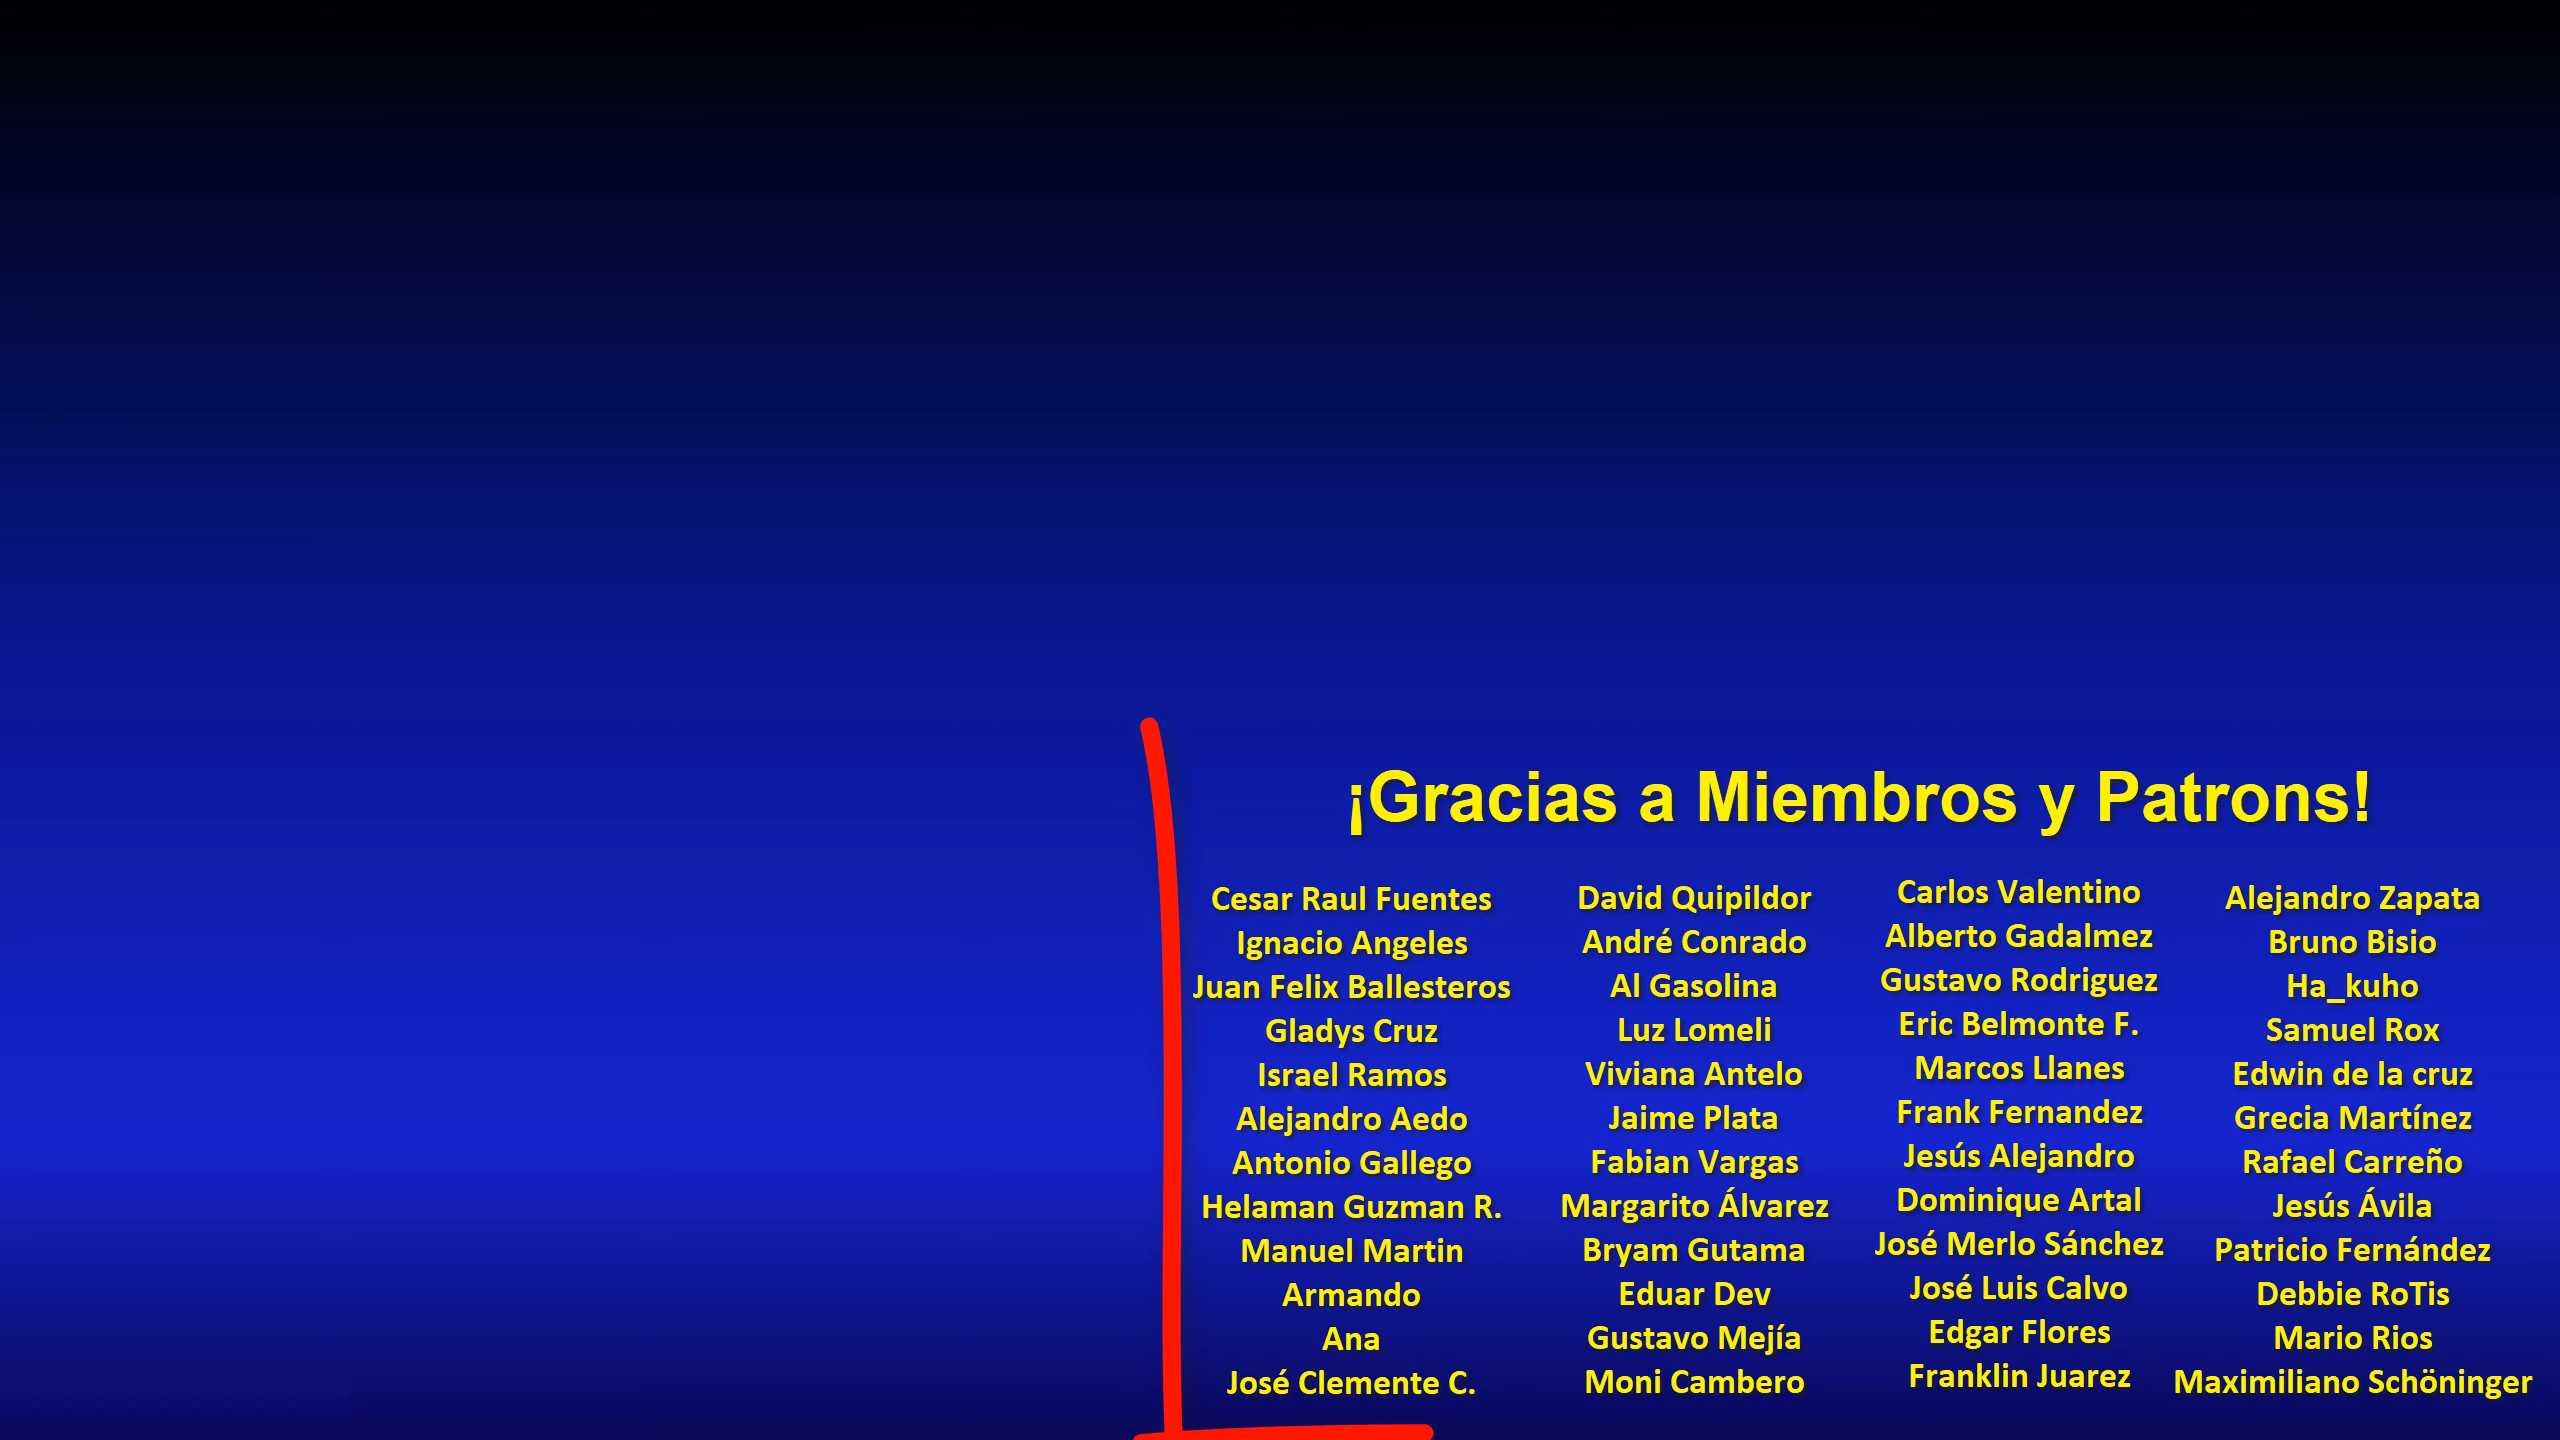 ¡Gracias a Miembros y Patrons!
Cesar Raul Fuentes
Ignacio Angeles
Juan Felix Ballesteros
Gladys Cruz
Israel Ramos
Alejandro Aedo
Antonio Gallego
Helaman Guzman R.
Manuel Martin
Armando
Ana
José Clemente C.
David Quipildor
André Conrado
Al Gasolina
Luz Lomeli
Viviana Antelo
Jaime Plata
Fabian Vargas
Margarito Álvarez
Bryam Gutama
Eduar Dev
Gustavo Mejía
Moni Cambero
Carlos Valentino
Alberto Gadalmez
Gustavo Rodriguez
Eric Belmonte F.
Marcos Llanes
Frank Fernandez
Jesús Alejandro
Dominique Artal
José Merlo Sánchez
José Luis Calvo
Edgar Flores
Franklin Juarez
Alejandro Zapata
Bruno Bisio
Ha_kuho
Samuel Rox
Edwin de la cruz
Grecia Martínez
Rafael Carreño
Jesús Ávila
Patricio Fernández
Debbie RoTis
Mario Rios
Maximiliano Schöninger